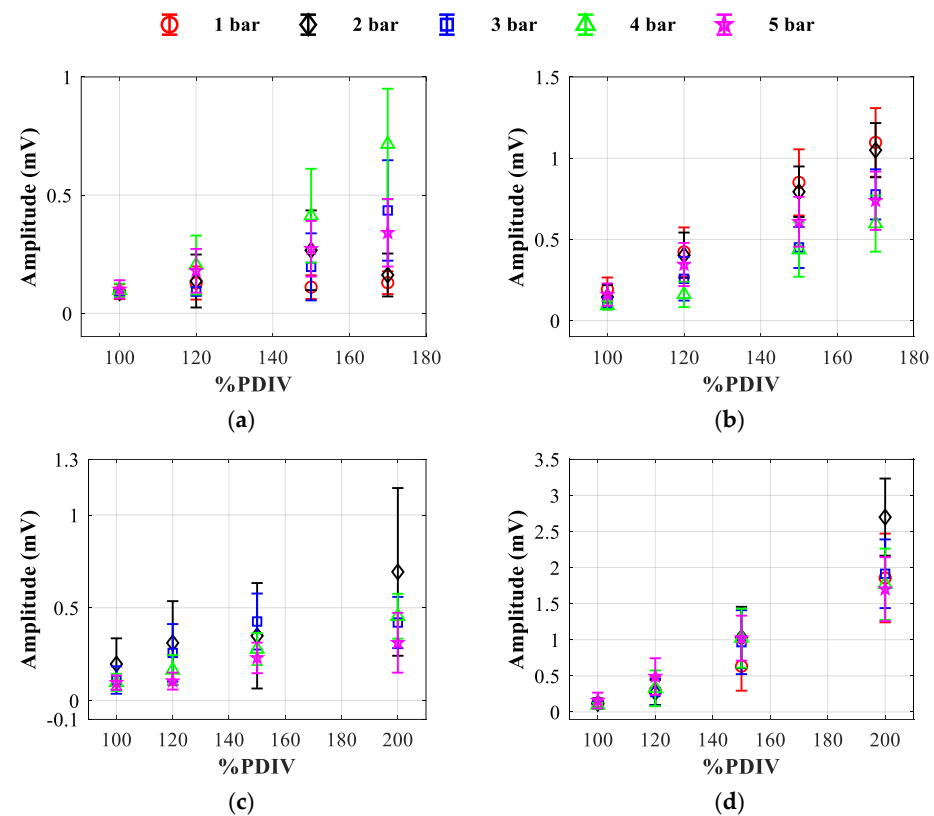 1 bar 2 bar 3 bar 4 bar 5 bar
1
0.5
0
100 120 140 160 180
Amplitude (mV)
%PDIV
(a)
1.5
1
0.5
0
100 120 140 160 180
Amplitude (mV)
%PDIV
(b)
1.3
1
0.5
0
-0.1
100 120 140 160 180 200
Amplitude (mV)
%PDIV
(c)
3.5
3
2.5
2
1.5
1
0.5
0
100 120 140 160 180 200
Amplitude (mV)
%PDIV
(d)